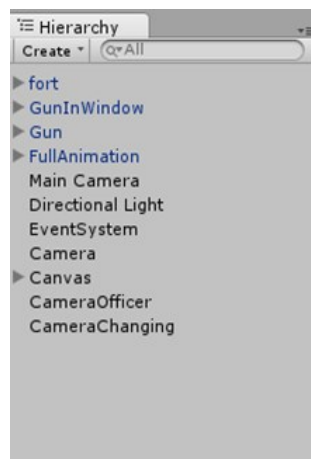 Hierarchy
Create All
fort
GunInWindow
Gun
FullAnimation
Main Camera
Directional Light
EventSystem
Camera
Canvas
CameraOfficer
CameraChanging